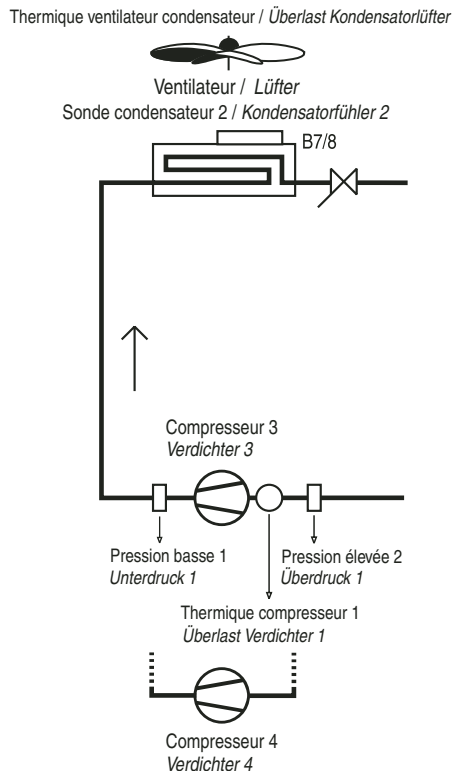 Thermique ventilateur condensateur / Überlast Kondensatorlüfter
Ventilateur / Lüfter
Sonde condensateur 2 / Kondensatorfühler 2
B7/8
Compresseur 3
Verdichter 3
Pression basse 1
Unterdruck 1
Pression élevée 2
Überdruck 1
Thermique compresseur 1
Überlast Verdichter 1
Compresseur 4
Verdichter 4